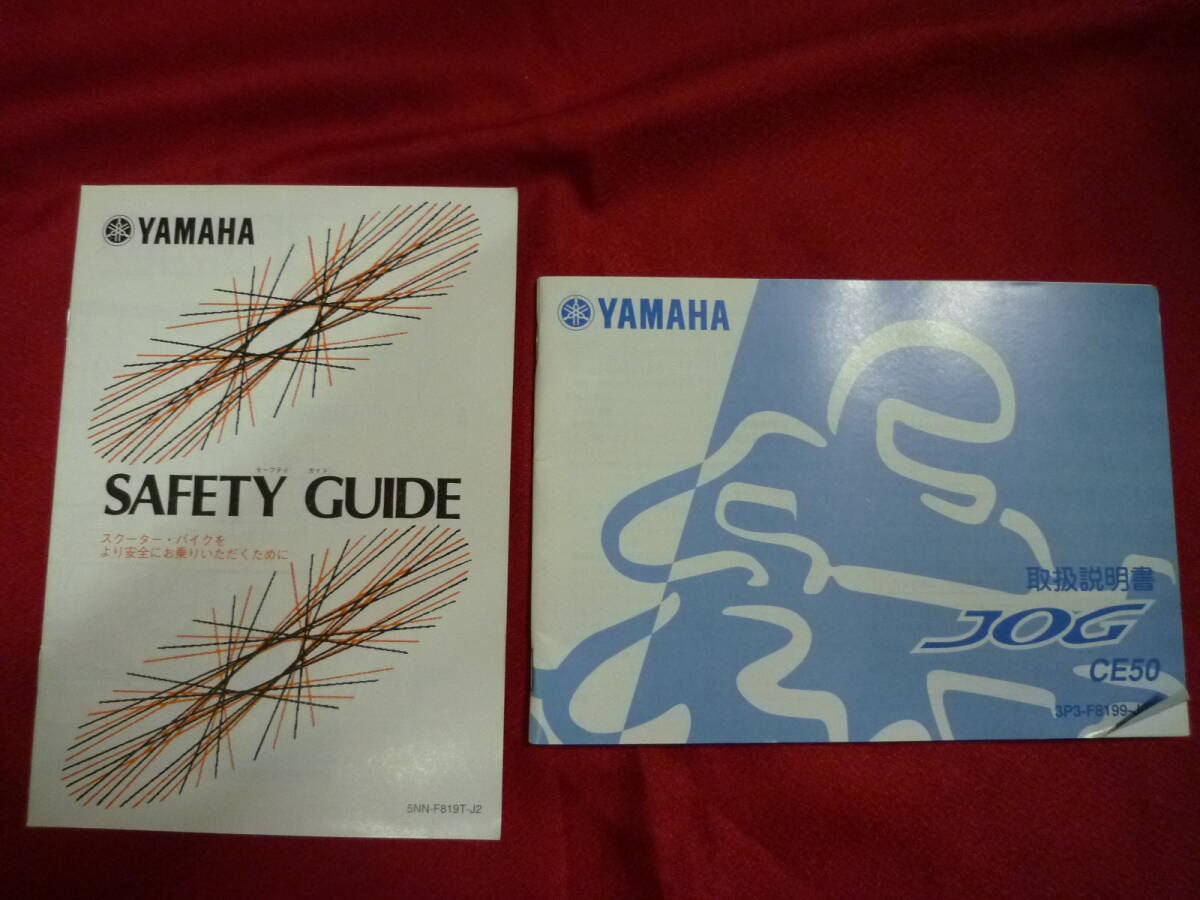 YAMAHA
セーフティ ガイド
SAFETY GUIDE
スクーター・バイクを
より安全にお乗りいただくために
5NN-F819T-J2
YAMAHA
取扱説明書
JOG
CE50
3P3-F8199-J